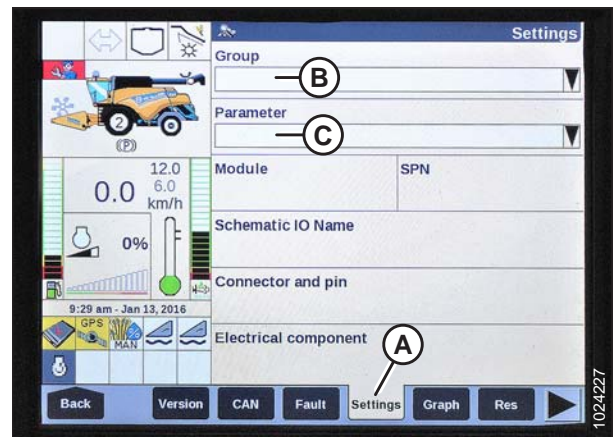 Settings
Group
B
Parameter
C
2
(P)
12.0
0.0 6.0
km/h
Module SPN
0%
Schematic IO Name
Connector and pin
9:29 am - Jan 13, 2016
GPS
MAN
%
Electrical component
A
Back Version CAN Fault Settings Graph Res
1024227